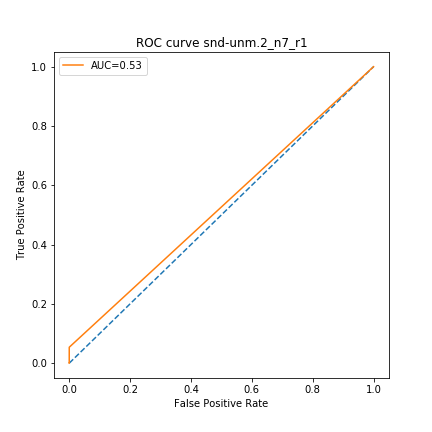 ROC curve snd-unm.2_n7_r1
AUC=0.53
True Positive Rate
1.0
0.8
0.6
0.4
0.2
0.0
0.0 0.2 0.4 0.6 0.8 1.0
False Positive Rate